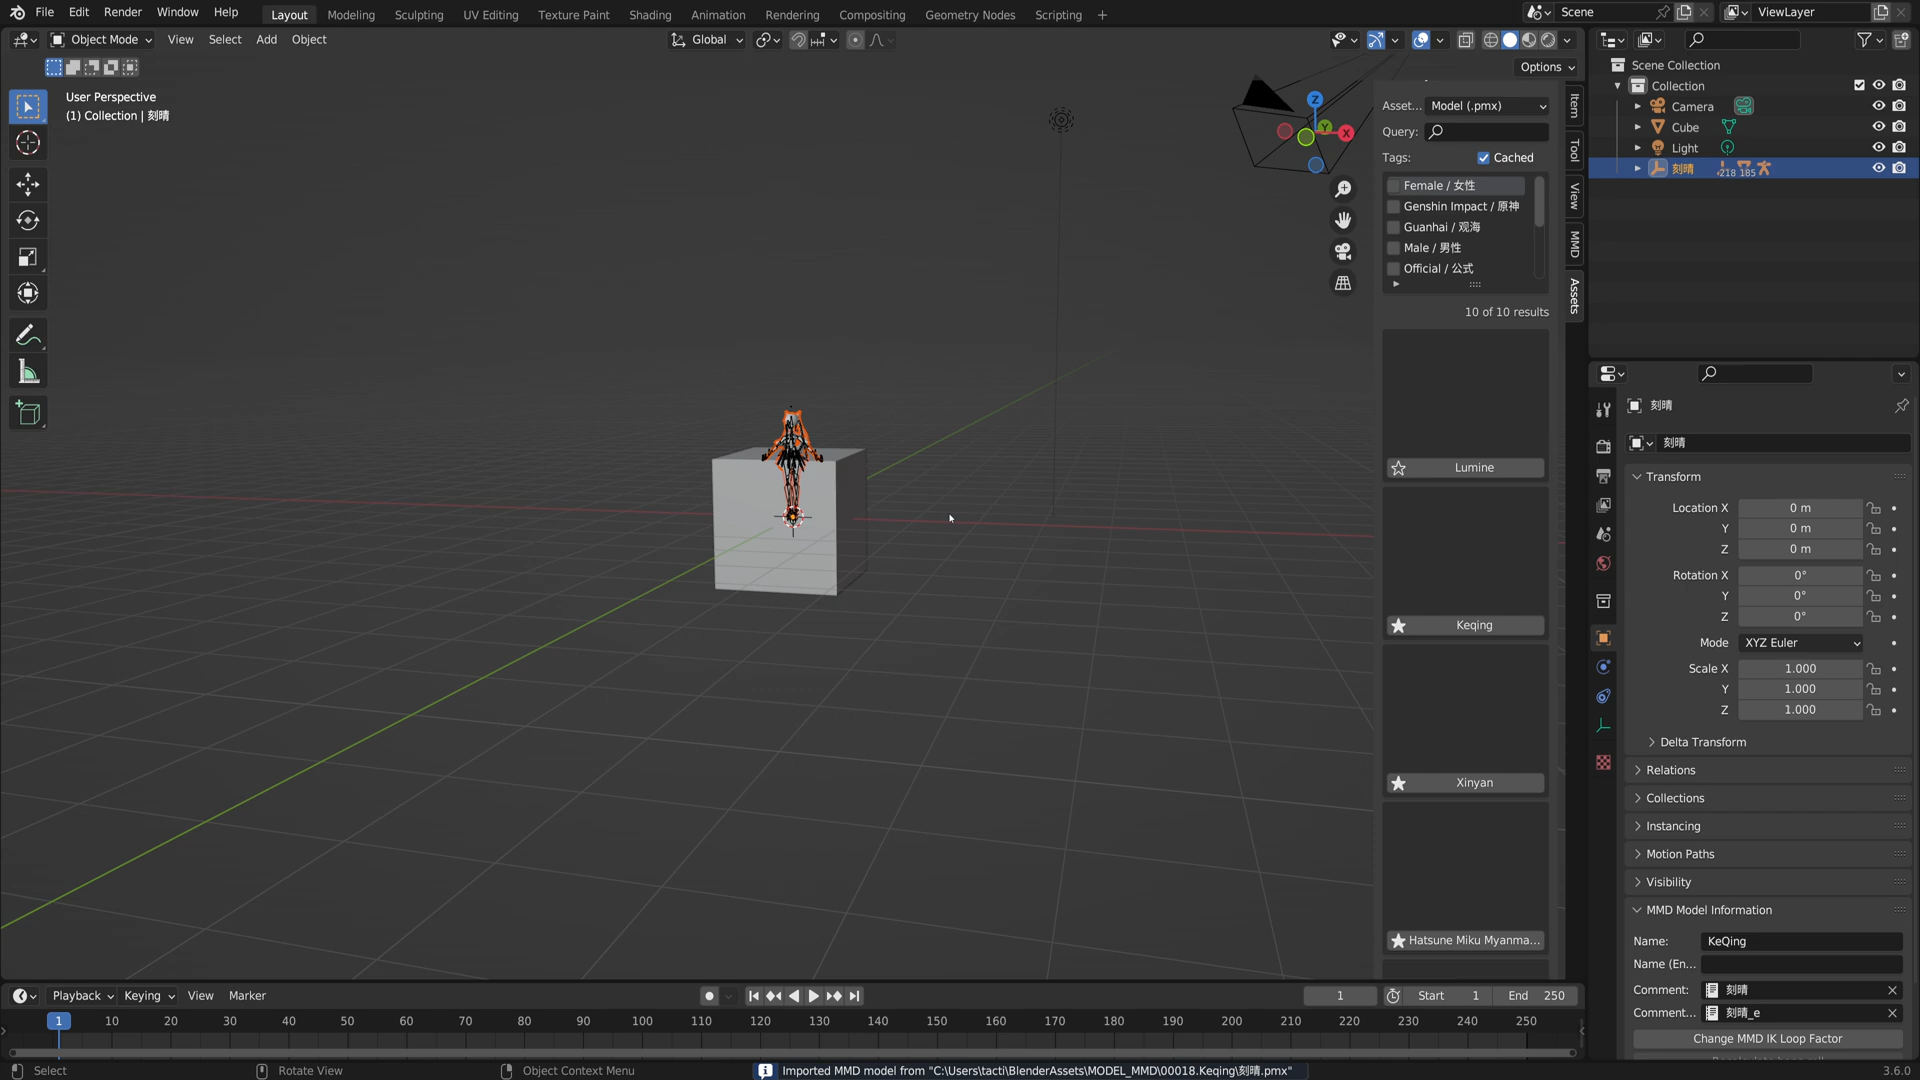 File Edit Render Window Help Layout Modeling Sculpting UV Editing Texture Paint Shading Animation Rendering Compositing Geometry Nodes Scripting + Scene ViewLayer
Object Mode View Select Add Object Global
Options
User Perspective
(1) Collection | 刻晴
Z
Y
X
Asset... Model (.pmx)
Query:
Tags: Cached
Female / 女性
Genshin Impact / 原神
Guanhai / 观海
Male / 男性
Official / 公式
10 of 10 results
Lumine
Keqing
Xinyan
Hatsune Miku Myanma...
Item
Tool
View
MMD
Assets
Scene Collection
Collection
Camera
Cube
Light
刻晴 218 185
刻晴
刻晴
Transform
Location X 0 m
Y 0 m
Z 0 m
Rotation X 0°
Y 0°
Z 0°
Mode XYZ Euler
Scale X 1.000
Y 1.000
Z 1.000
Delta Transform
Relations
Collections
Instancing
Motion Paths
Visibility
MMD Model Information
Name: KeQing
Name (En...
Comment: 刻晴
Comment... 刻晴_e
Change MMD IK Loop Factor
Playback Keying View Marker 1 Start 1 End 250
1 10 20 30 40 50 60 70 80 90 100 110 120 130 140 150 160 170 180 190 200 210 220 230 240 250
Select Rotate View Object Context Menu Imported MMD model from "C:\Users\tacti\BlenderAssets\MODEL_MMD\00018.Keqing\刻晴.pmx" 3.6.0